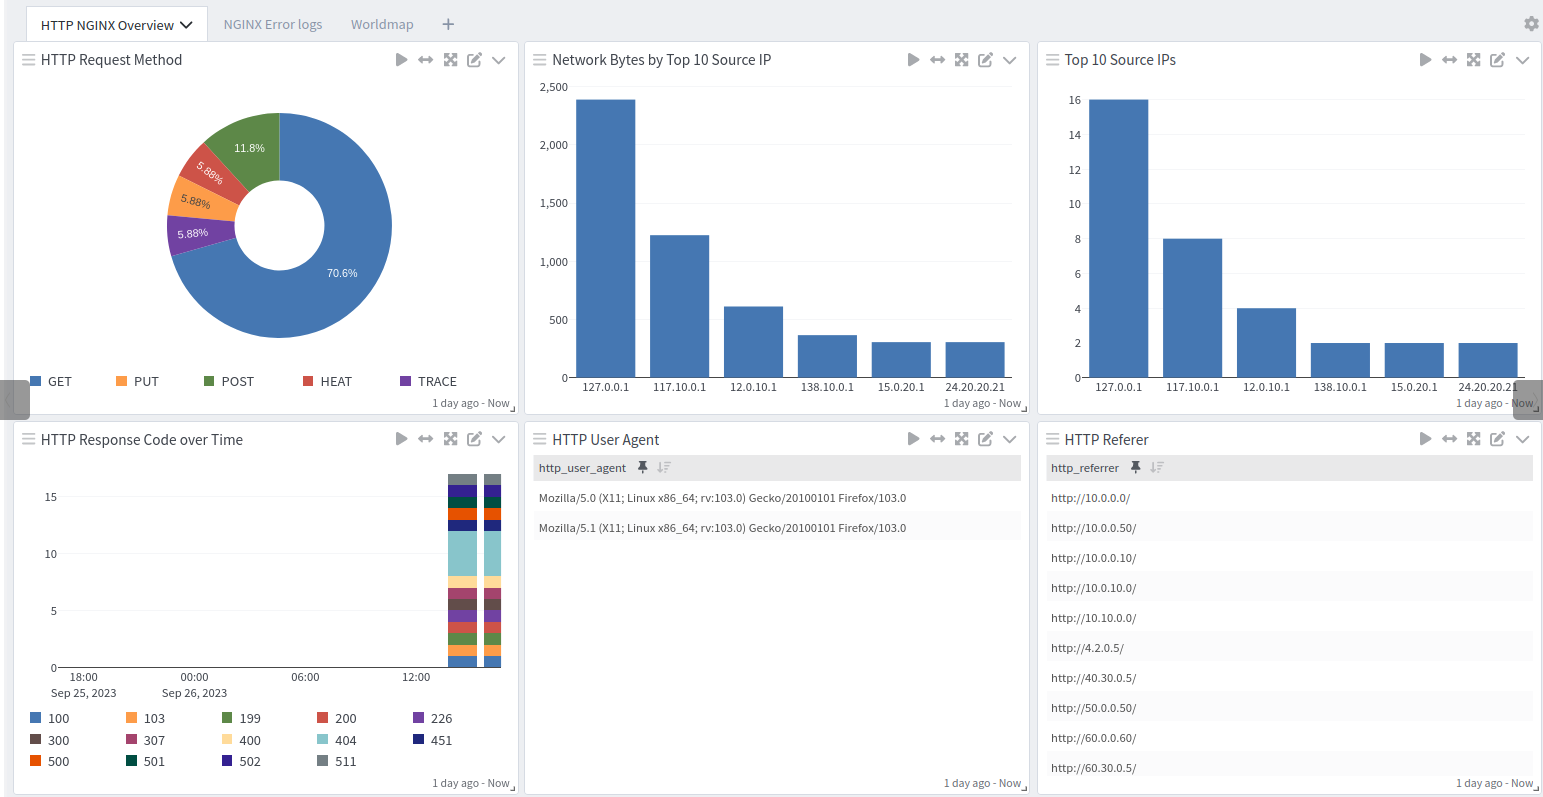 HTTP NGINX Overview NGINX Error logs Worldmap +
HTTP Request Method
11.8%
5.88%
5.88%
5.88%
70.6%
GET PUT POST HEAT TRACE
1 day ago - Now
Network Bytes by Top 10 Source IP
2,500
2,000
1,500
1,000
500
0
127.0.0.1 117.10.0.1 12.0.10.1 138.10.0.1 15.0.20.1 24.20.20.21
1 day ago - Now
Top 10 Source IPs
16
14
12
10
8
6
4
2
0
127.0.0.1 117.10.0.1 12.0.10.1 138.10.0.1 15.0.20.1 24.20.20.21
1 day ago - Now
HTTP Response Code over Time
15
10
5
0
18:00 00:00 06:00 12:00
Sep 25, 2023 Sep 26, 2023
100 103 199 200 226
300 307 400 404 451
500 501 502 511
1 day ago - Now
HTTP User Agent
http_user_agent
Mozilla/5.0 (X11; Linux x86_64; rv:103.0) Gecko/20100101 Firefox/103.0
Mozilla/5.1 (X11; Linux x86_64; rv:103.0) Gecko/20100101 Firefox/103.0
1 day ago - Now
HTTP Referer
http_referrer
http://10.0.0.0/
http://10.0.0.50/
http://10.0.0.10/
http://10.0.10.0/
http://10.10.0.0/
http://4.2.0.5/
http://40.30.0.5/
http://50.0.0.50/
http://60.0.0.60/
http://60.30.0.5/
1 day ago - Now